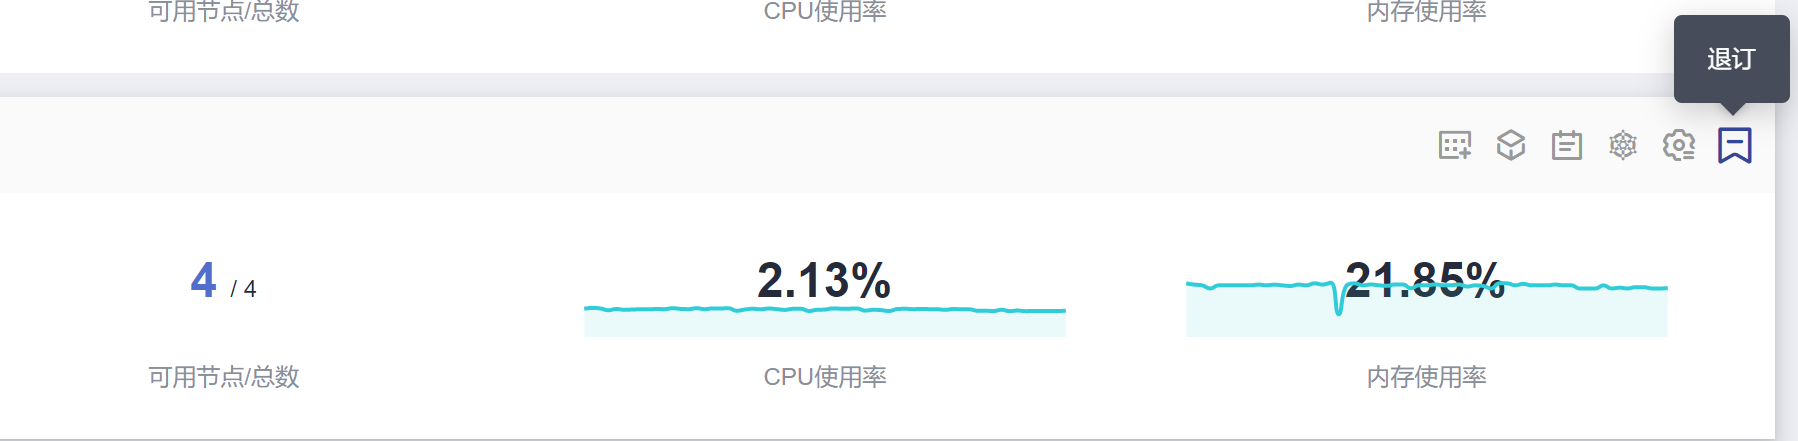 可用节点/总数
CPU使用率
内存使用率
退订
4 / 4
2.13%
21.85%
可用节点/总数
CPU使用率
内存使用率